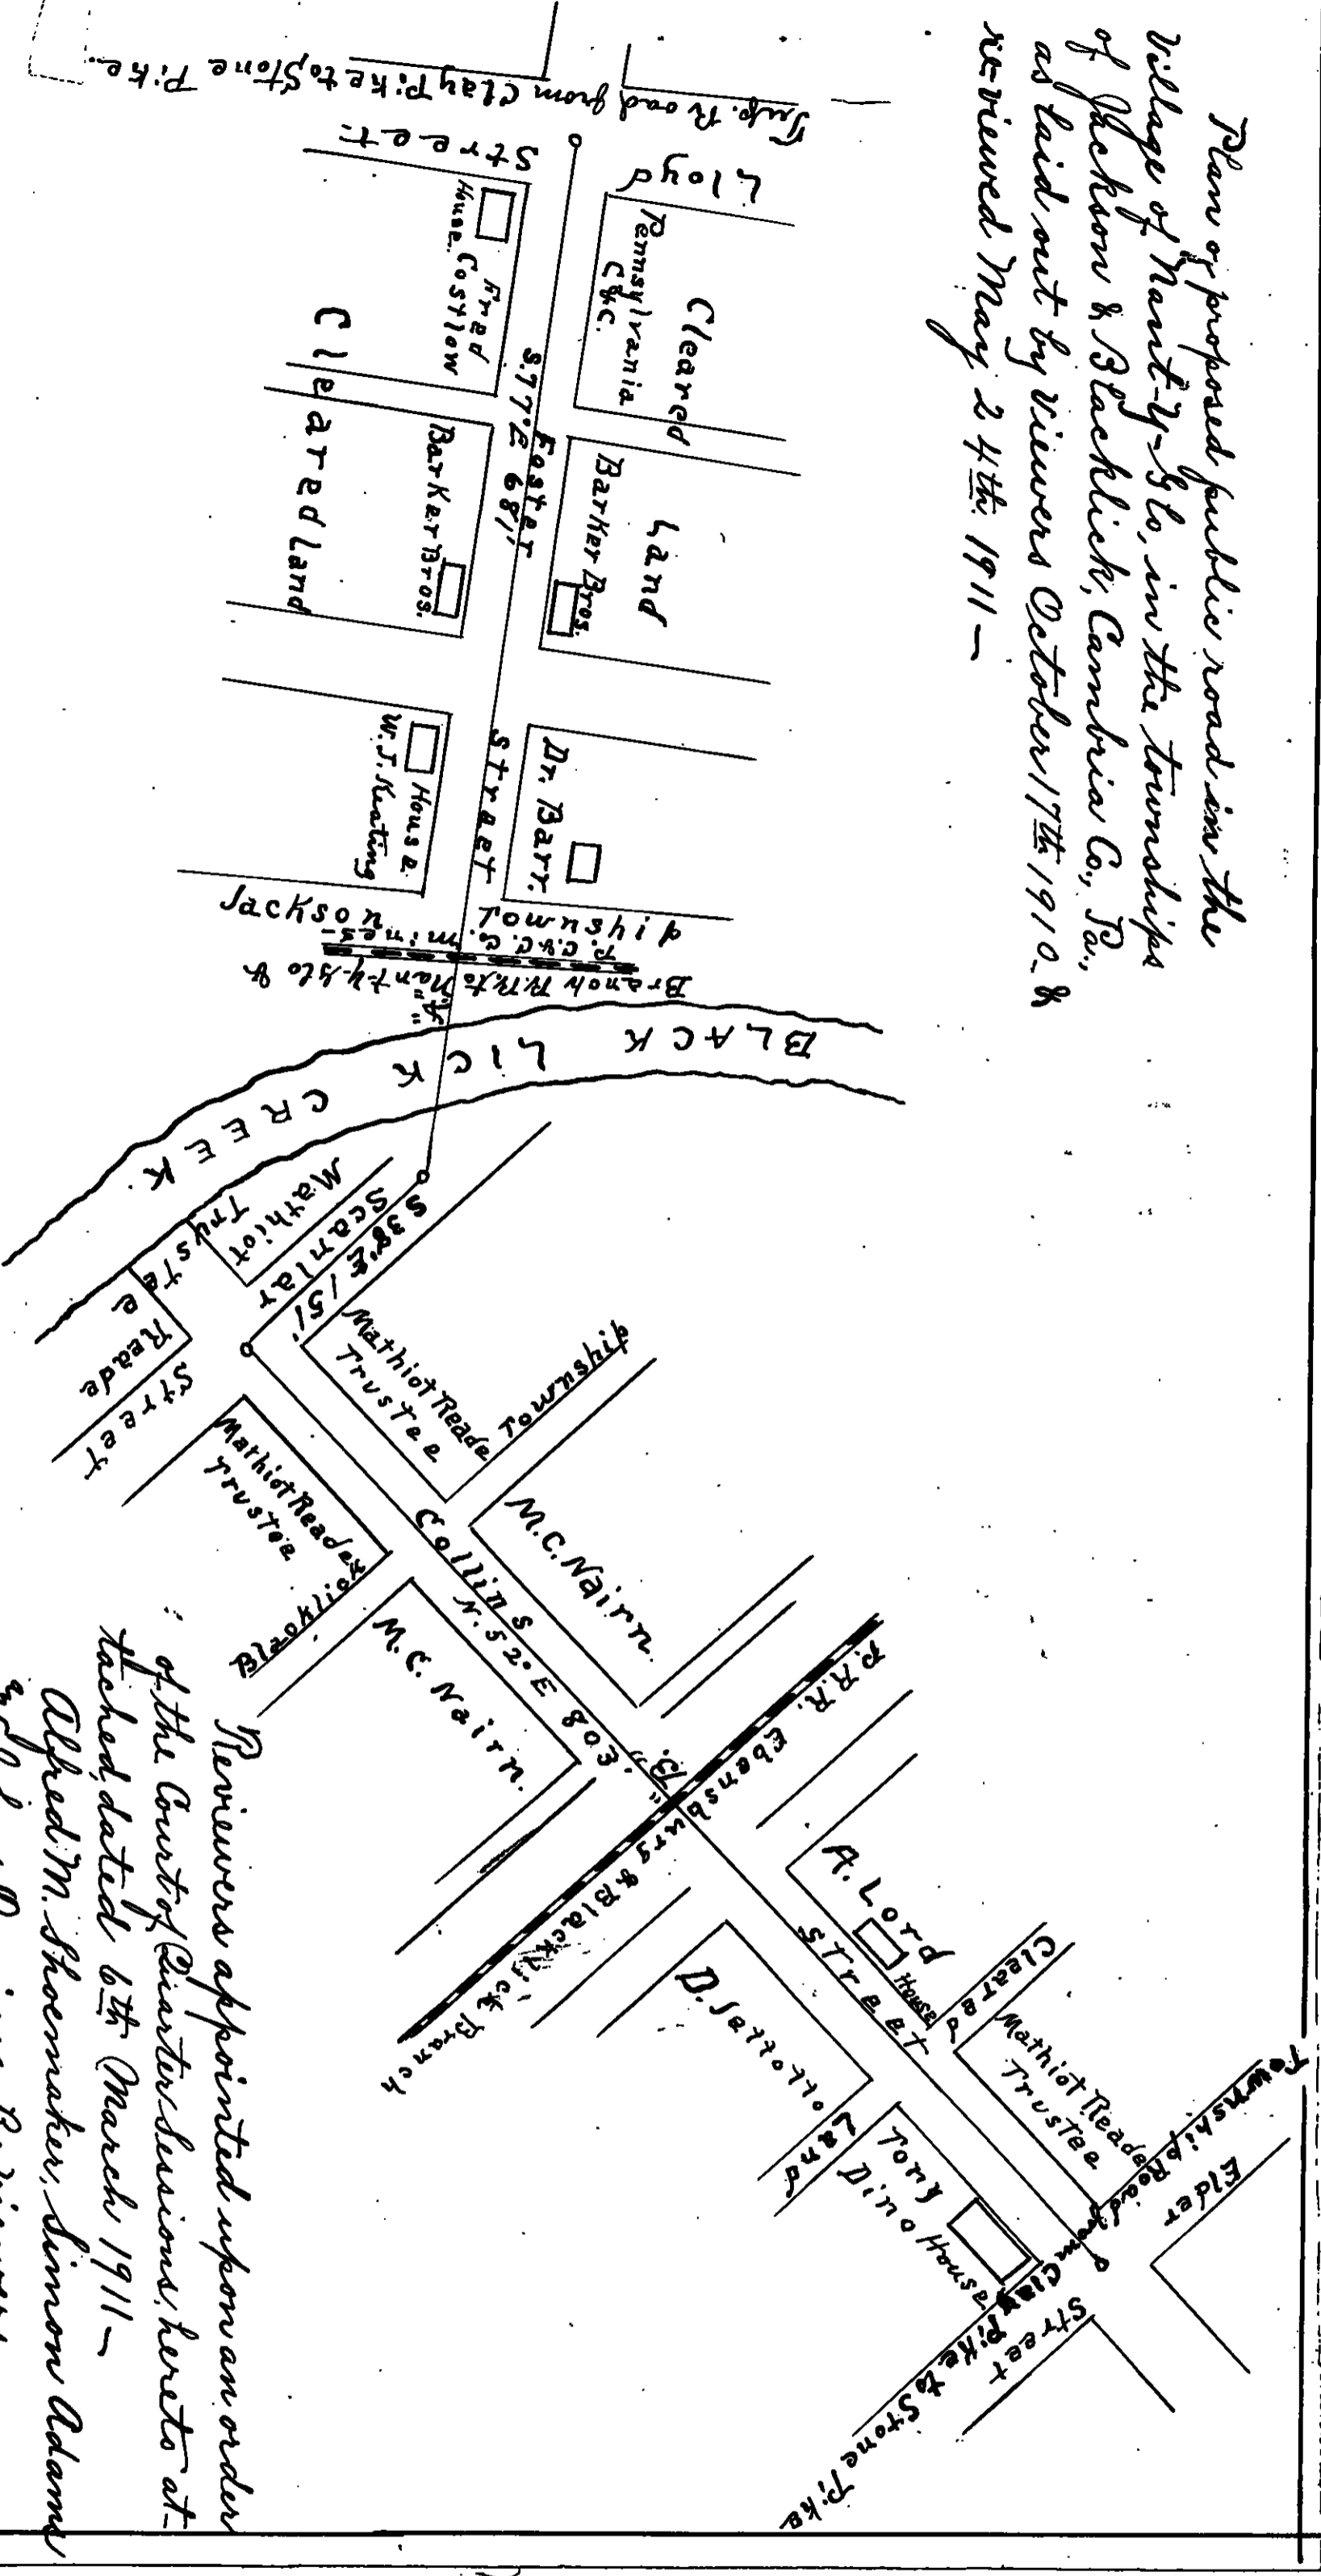 Plan of proposed public road in the
Village of Nant-y-Glo, in the townships
of Jackson & Blacklick, Cambria Co., Pa.,
as laid out by viewers October 17th 1910 &
re-viewed May 24th 1911 —
Twp. Road from Clay Pike to Stone Pike.
Lloyd Street
Pennsylvania
C. & C.
Cleared Land
Fred
Costlow
House
Cleared Land
S. 77° E 681'
Foster Street
Barker Bros.
Barker Bros.
Dr. Barr.
House
W. J. Keating
Jackson Township
P. C. & C. Co. mines
Branch R.R. to Nant-y-Glo &
"A"
BLACK LICK CREEK
Mathiot Reade
Trustee
Scanlan Street
S 38° E 151'
Mathiot Reade
Trustee
Mathiot Reade
Trustee
Blacklick Township
M. C. Nairn
M. C. Nairn.
Collins Street
N. 52° E 803'
"B"
P. R. R. Ebensburg & Blacklick Branch
A. Lord
House
Cleared Land
D. Settotto
Mathiot Reade
Trustee
Tony
Dino House
Township Road from Clay Pike to Stone Pike
Elder Street
Reviewers appointed upon an order
of the Court of Quarter Sessions, hereto at-
tached, dated 6th March 1911 —
Alfred M. Shoemaker, Simon Adams